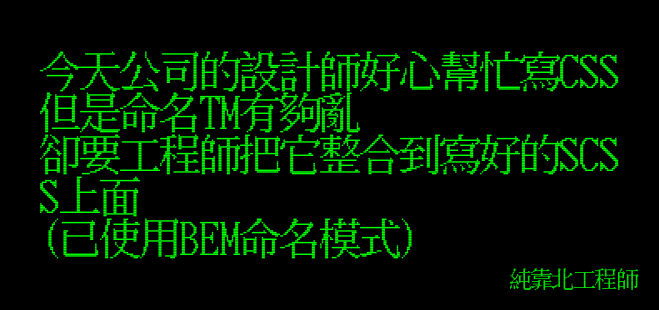 今天公司的設計師好心幫忙寫CSS
但是命名TM有夠亂
卻要工程師把它整合到寫好的SCS
S上面
(已使用BEM命名模式)
純靠北工程師